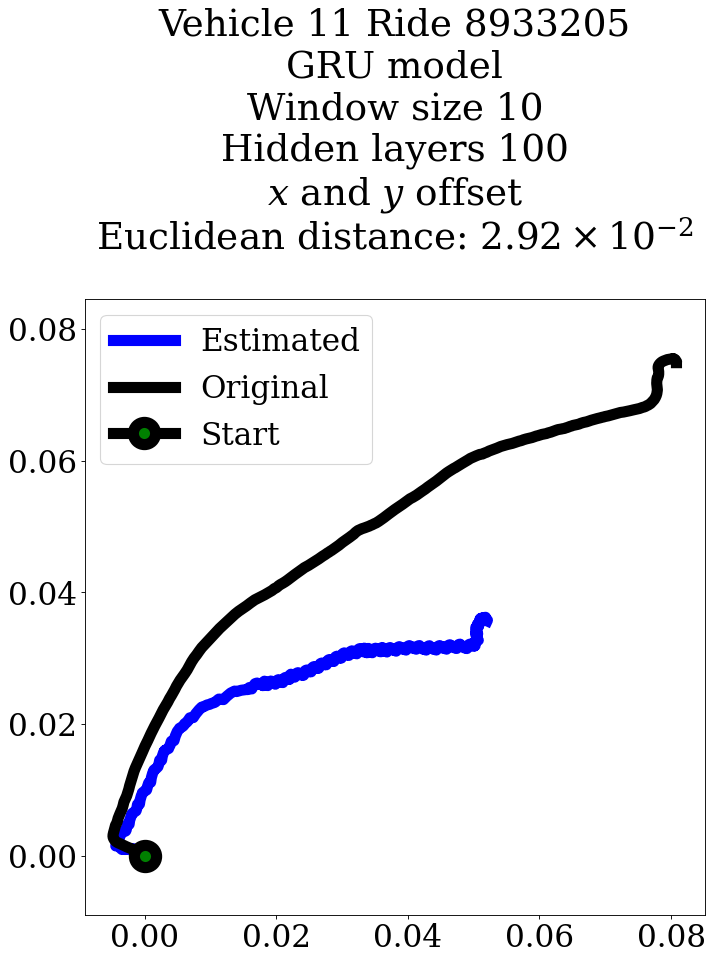 Vehicle 11 Ride 8933205
GRU model
Window size 10
Hidden layers 100
x and y offset
Euclidean distance: 2.92 × 10⁻²
0.08
0.06
0.04
0.02
0.00
Estimated
Original
Start
0.00 0.02 0.04 0.06 0.08